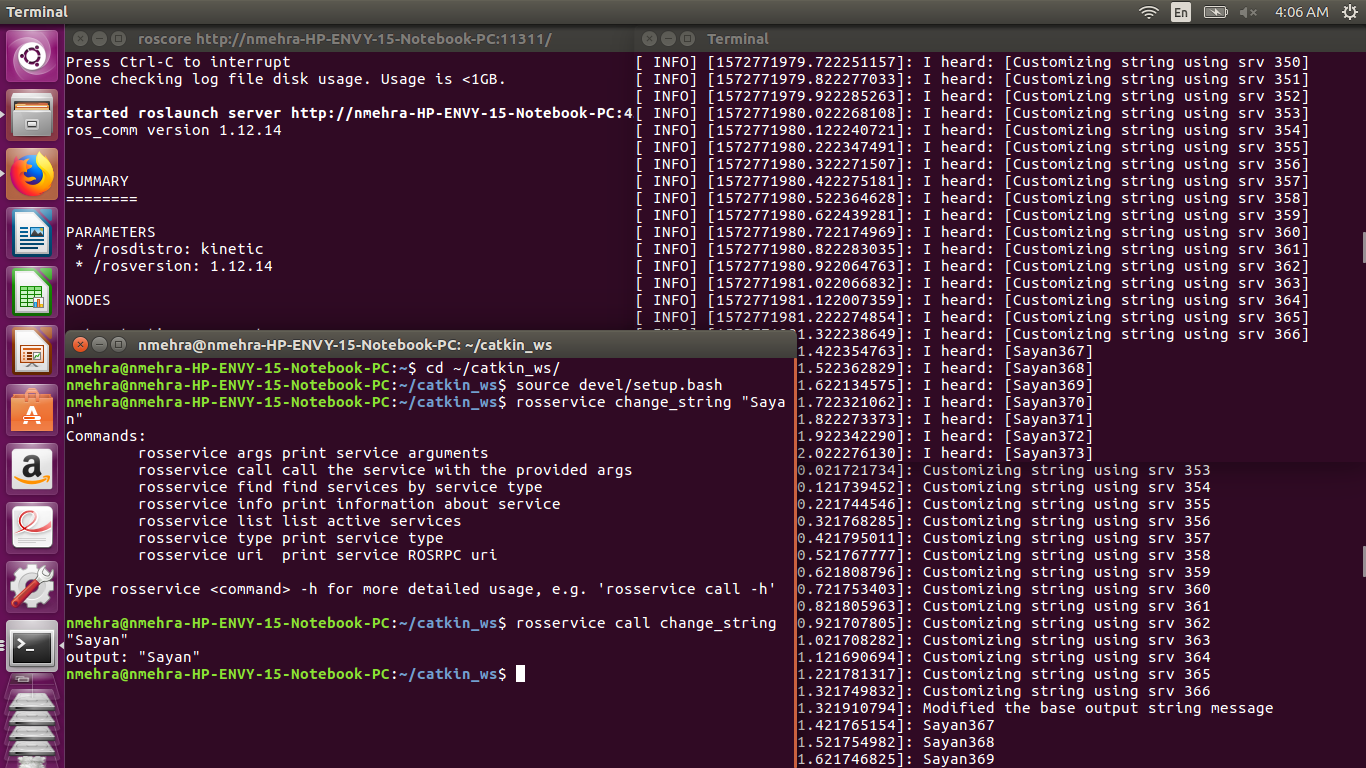 Terminal
En
4:06 AM
roscore http://nmehra-HP-ENVY-15-Notebook-PC:11311/
Press Ctrl-C to interrupt
Done checking log file disk usage. Usage is <1GB.
started roslaunch server http://nmehra-HP-ENVY-15-Notebook-PC:4
ros_comm version 1.12.14
SUMMARY
========
PARAMETERS
* /rosdistro: kinetic
* /rosversion: 1.12.14
NODES
Terminal
[ INFO] [1572771979.722251157]: I heard: [Customizing string using srv 350]
[ INFO] [1572771979.822277033]: I heard: [Customizing string using srv 351]
[ INFO] [1572771979.922285263]: I heard: [Customizing string using srv 352]
[ INFO] [1572771980.022268108]: I heard: [Customizing string using srv 353]
[ INFO] [1572771980.122240721]: I heard: [Customizing string using srv 354]
[ INFO] [1572771980.222347491]: I heard: [Customizing string using srv 355]
[ INFO] [1572771980.322271507]: I heard: [Customizing string using srv 356]
[ INFO] [1572771980.422275181]: I heard: [Customizing string using srv 357]
[ INFO] [1572771980.522364628]: I heard: [Customizing string using srv 358]
[ INFO] [1572771980.622439281]: I heard: [Customizing string using srv 359]
[ INFO] [1572771980.722174969]: I heard: [Customizing string using srv 360]
[ INFO] [1572771980.822283035]: I heard: [Customizing string using srv 361]
[ INFO] [1572771980.922064763]: I heard: [Customizing string using srv 362]
[ INFO] [1572771981.022066832]: I heard: [Customizing string using srv 363]
[ INFO] [1572771981.122007359]: I heard: [Customizing string using srv 364]
[ INFO] [1572771981.222274854]: I heard: [Customizing string using srv 365]
1.322238649]: I heard: [Customizing string using srv 366]
1.422354763]: I heard: [Sayan367]
1.522362829]: I heard: [Sayan368]
1.622134575]: I heard: [Sayan369]
1.722321062]: I heard: [Sayan370]
1.822273373]: I heard: [Sayan371]
1.922342290]: I heard: [Sayan372]
2.022276130]: I heard: [Sayan373]
nmehra@nmehra-HP-ENVY-15-Notebook-PC: ~/catkin_ws
nmehra@nmehra-HP-ENVY-15-Notebook-PC:~$ cd ~/catkin_ws/
nmehra@nmehra-HP-ENVY-15-Notebook-PC:~/catkin_ws$ source devel/setup.bash
nmehra@nmehra-HP-ENVY-15-Notebook-PC:~/catkin_ws$ rosservice change_string "Saya
n"
Commands:
rosservice args print service arguments
rosservice call call the service with the provided args
rosservice find find services by service type
rosservice info print information about service
rosservice list list active services
rosservice type print service type
rosservice uri  print service ROSRPC uri
Type rosservice <command> -h for more detailed usage, e.g. 'rosservice call -h'
nmehra@nmehra-HP-ENVY-15-Notebook-PC:~/catkin_ws$ rosservice call change_string
"Sayan"
output: "Sayan"
nmehra@nmehra-HP-ENVY-15-Notebook-PC:~/catkin_ws$
0.021721734]: Customizing string using srv 353
0.121739452]: Customizing string using srv 354
0.221744546]: Customizing string using srv 355
0.321768285]: Customizing string using srv 356
0.421795011]: Customizing string using srv 357
0.521767777]: Customizing string using srv 358
0.621808796]: Customizing string using srv 359
0.721753403]: Customizing string using srv 360
0.821805963]: Customizing string using srv 361
0.921707805]: Customizing string using srv 362
1.021708282]: Customizing string using srv 363
1.121690694]: Customizing string using srv 364
1.221781317]: Customizing string using srv 365
1.321749832]: Customizing string using srv 366
1.321910794]: Modified the base output string message
1.421765154]: Sayan367
1.521754982]: Sayan368
1.621746825]: Sayan369